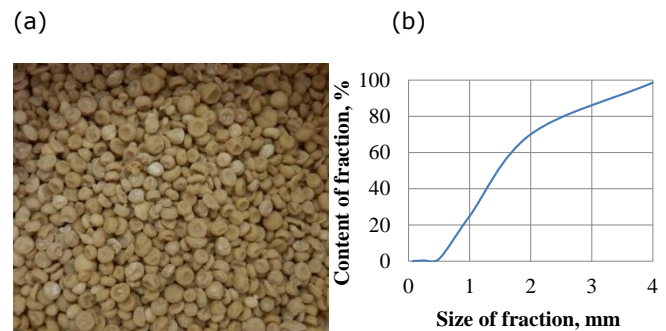 (a)
(b)
Content of fraction, %
100
80
60
40
20
0
0 1 2 3 4
Size of fraction, mm